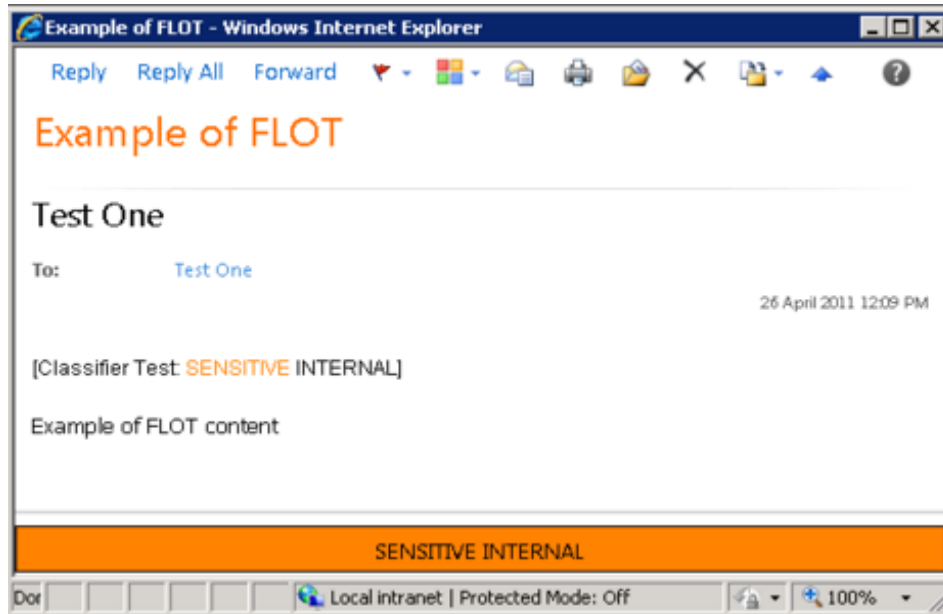 Example of FLOT - Windows Internet Explorer
Reply Reply All Forward
Example of FLOT
Test One
To: Test One
26 April 2011 12:09 PM
[Classifier Test: SENSITIVE INTERNAL]
Example of FLOT content
SENSITIVE INTERNAL
Dor Local intranet | Protected Mode: Off 100%